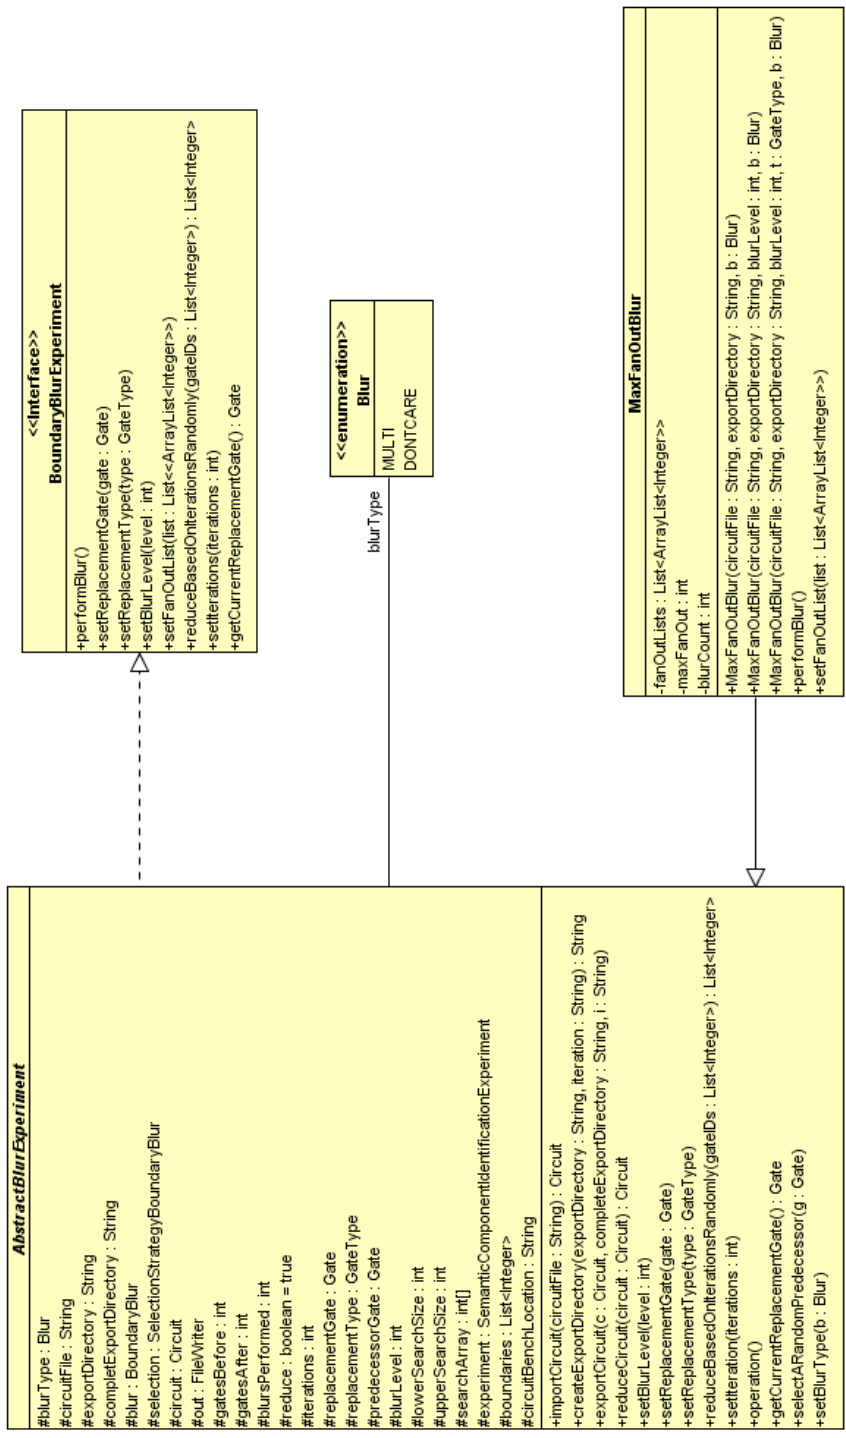 <<Interface>>
BoundaryBlurExperiment
+performBlur()
+setReplacementGate(gate : Gate)
+setReplacementType(type : GateType)
+setBlurLevel(level : int)
+setFanOutList(list : List<<ArrayList<Integer>>)
+reduceBasedOnIterationsRandomly(gateIDs : List<Integer>) : List<Integer>
+setIterations(iterations : int)
+getCurrentReplacementGate() : Gate
<<enumeration>>
Blur
MULTI
DONTCARE
blurType
MaxFanOutBlur
-fanOutLists : List<ArrayList<Integer>>
-maxFanOut : int
-blurCount : int
+MaxFanOutBlur(circuitFile : String, exportDirectory : String, b : Blur)
+MaxFanOutBlur(circuitFile : String, exportDirectory : String, blurLevel : int, b : Blur)
+MaxFanOutBlur(circuitFile : String, exportDirectory : String, blurLevel : int, t : GateType, b : Blur)
+performBlur()
+setFanOutList(list : List<ArrayList<Integer>>)
AbstractBlurExperiment
#blurType : Blur
#circuitFile : String
#exportDirectory : String
#completExportDirectory : String
#blur : BoundaryBlur
#selection : SelectionStrategyBoundaryBlur
#circuit : Circuit
#out : FileWriter
#gatesBefore : int
#gatesAfter : int
#blursPerformed : int
#reduce : boolean = true
#iterations : int
#replacementGate : Gate
#replacementType : GateType
#predecessorGate : Gate
#blurLevel : int
#lowerSearchSize : int
#upperSearchSize : int
#searchArray : int[]
#experiment : SemanticComponentIdentificationExperiment
#boundaries : List<Integer>
#circuitBenchLocation : String
+importCircuit(circuitFile : String) : Circuit
+createExportDirectory(exportDirectory : String, iteration : String) : String
+exportCircuit(c : Circuit, completeExportDirectory : String, i : String)
+reduceCircuit(circuit : Circuit) : Circuit
+setBlurLevel(level : int)
+setReplacementGate(gate : Gate)
+setReplacementType(type : GateType)
+reduceBasedOnIterationsRandomly(gateIDs : List<Integer>) : List<Integer>
+setIteration(iterations : int)
+operation()
+getCurrentReplacementGate() : Gate
+selectARandomPredecessor(g : Gate)
+setBlurType(b : Blur)